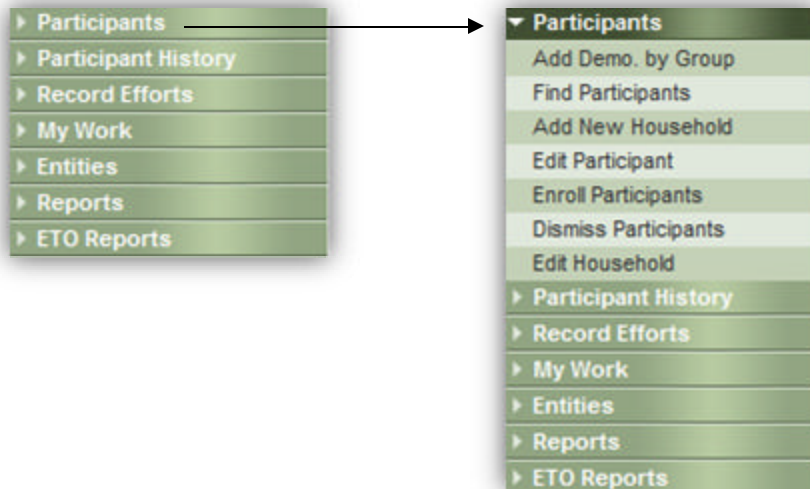 Participants
Participant History
Record Efforts
My Work
Entities
Reports
ETO Reports
Participants
Add Demo. by Group
Find Participants
Add New Household
Edit Participant
Enroll Participants
Dismiss Participants
Edit Household
Participant History
Record Efforts
My Work
Entities
Reports
ETO Reports